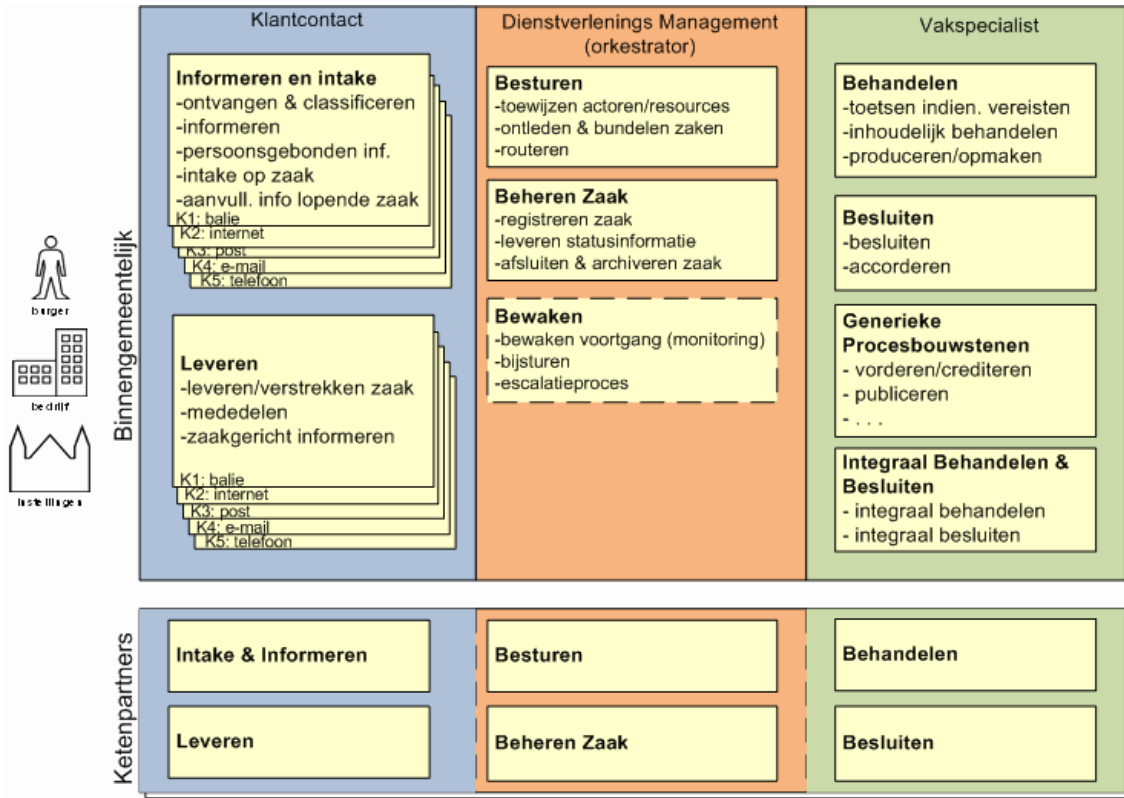 Klantcontact
Dienstverlenings Management
(orkestrator)
Vakspecialist
Binnengemeentelijk
burger
bedrijf
instellingen
Informeren en intake
-ontvangen & classificeren
-informeren
-persoonsgebonden inf.
-intake op zaak
-aanvull. info lopende zaak
K1: balie
K2: internet
K3: post
K4: e-mail
K5: telefoon
Leveren
-leveren/verstrekken zaak
-mededelen
-zaakgericht informeren
K1: balie
K2: internet
K3: post
K4: e-mail
K5: telefoon
Besturen
-toewijzen actoren/resources
-ontleden & bundelen zaken
-routeren
Beheren Zaak
-registreren zaak
-leveren statusinformatie
-afsluiten & archiveren zaak
Bewaken
-bewaken voortgang (monitoring)
-bijsturen
-escalatieproces
Behandelen
-toetsen indien. vereisten
-inhoudelijk behandelen
-produceren/opmaken
Besluiten
-besluiten
-accorderen
Generieke
Procesbouwstenen
- vorderen/crediteren
- publiceren
- . . .
Integraal Behandelen &
Besluiten
- integraal behandelen
- integraal besluiten
Ketenpartners
Intake & Informeren
Leveren
Besturen
Beheren Zaak
Behandelen
Besluiten